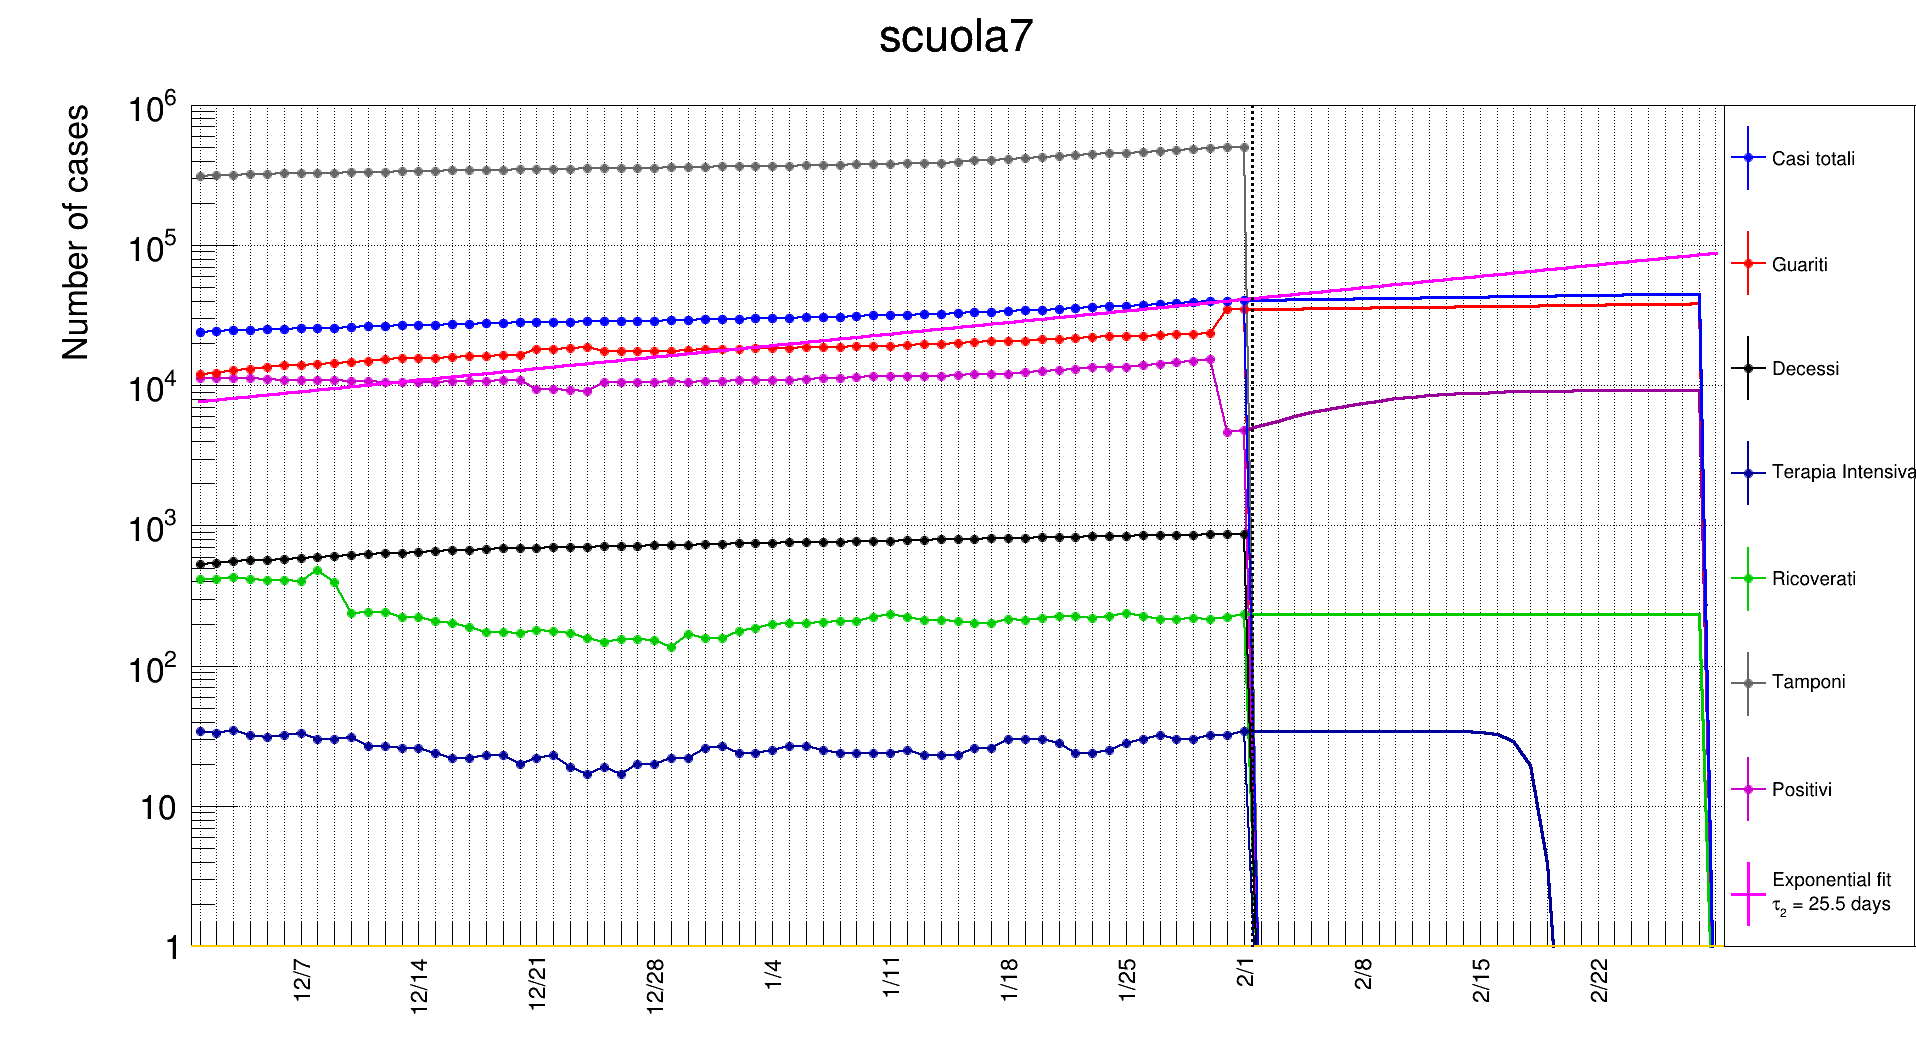 scuola7
Number of cases
10^6
10^5
10^4
10^3
10^2
10
1
12/7
12/14
12/21
12/28
1/4
1/11
1/18
1/25
2/1
2/8
2/15
2/22
Casi totali
Guariti
Decessi
Terapia Intensiva
Ricoverati
Tamponi
Positivi
Exponential fit
τ₂ = 25.5 days